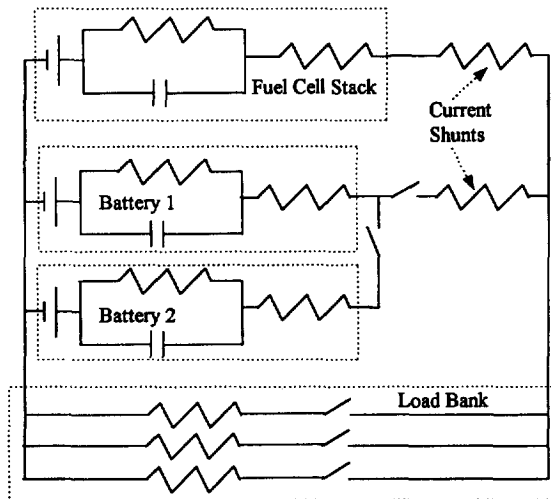 Fuel Cell Stack
Current
Shunts
Battery 1
Battery 2
Load Bank